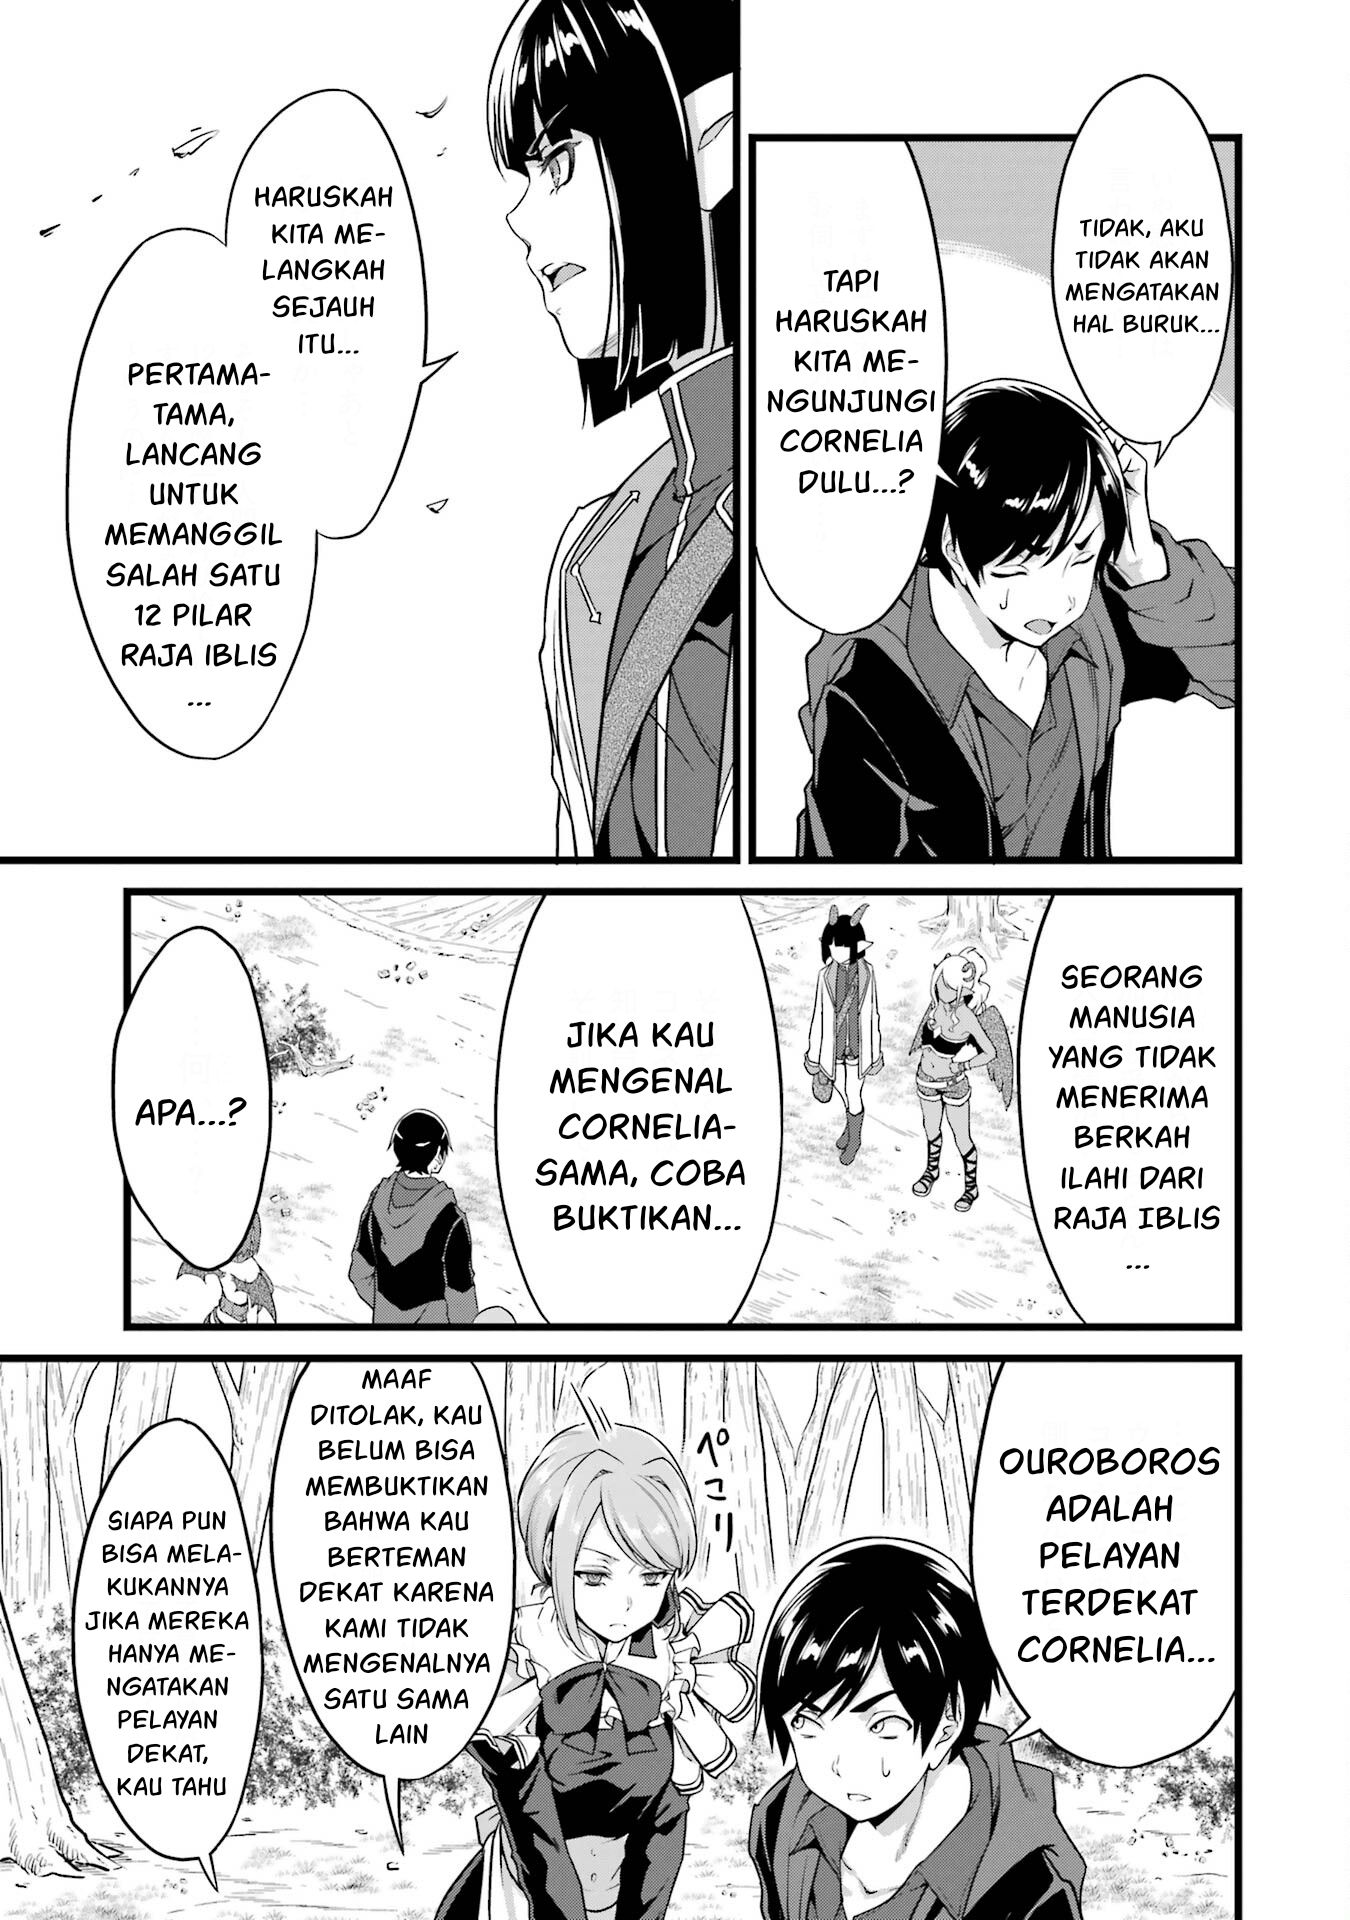 TIDAK, AKU
TIDAK AKAN
MENGATAKAN
HAL BURUK...
TAPI
HARUSKAH
KITA ME-
NGUNJUNGI
CORNELIA
DULU...?
HARUSKAH
KITA ME-
LANGKAH
SEJAUH
ITU...
PERTAMA-
TAMA,
LANCANG
UNTUK
MEMANGGIL
SALAH SATU
12 PILAR
RAJA IBLIS
...
SEORANG
MANUSIA
YANG TIDAK
MENERIMA
BERKAH
ILAHI DARI
RAJA IBLIS
...
JIKA KAU
MENGENAL
CORNELIA-
SAMA, COBA
BUKTIKAN...
APA...?
OUROBOROS
ADALAH
PELAYAN
TERDEKAT
CORNELIA...
ペコリ
MAAF
DITOLAK, KAU
BELUM BISA
MEMBUKTIKAN
BAHWA KAU
BERTEMAN
DEKAT KARENA
KAMI TIDAK
MENGENALNYA
SATU SAMA
LAIN
SIAPA PUN
BISA MELA-
KUKANNYA
JIKA MEREKA
HANYA ME-
NGATAKAN
PELAYAN
DEKAT,
KAU TAHU